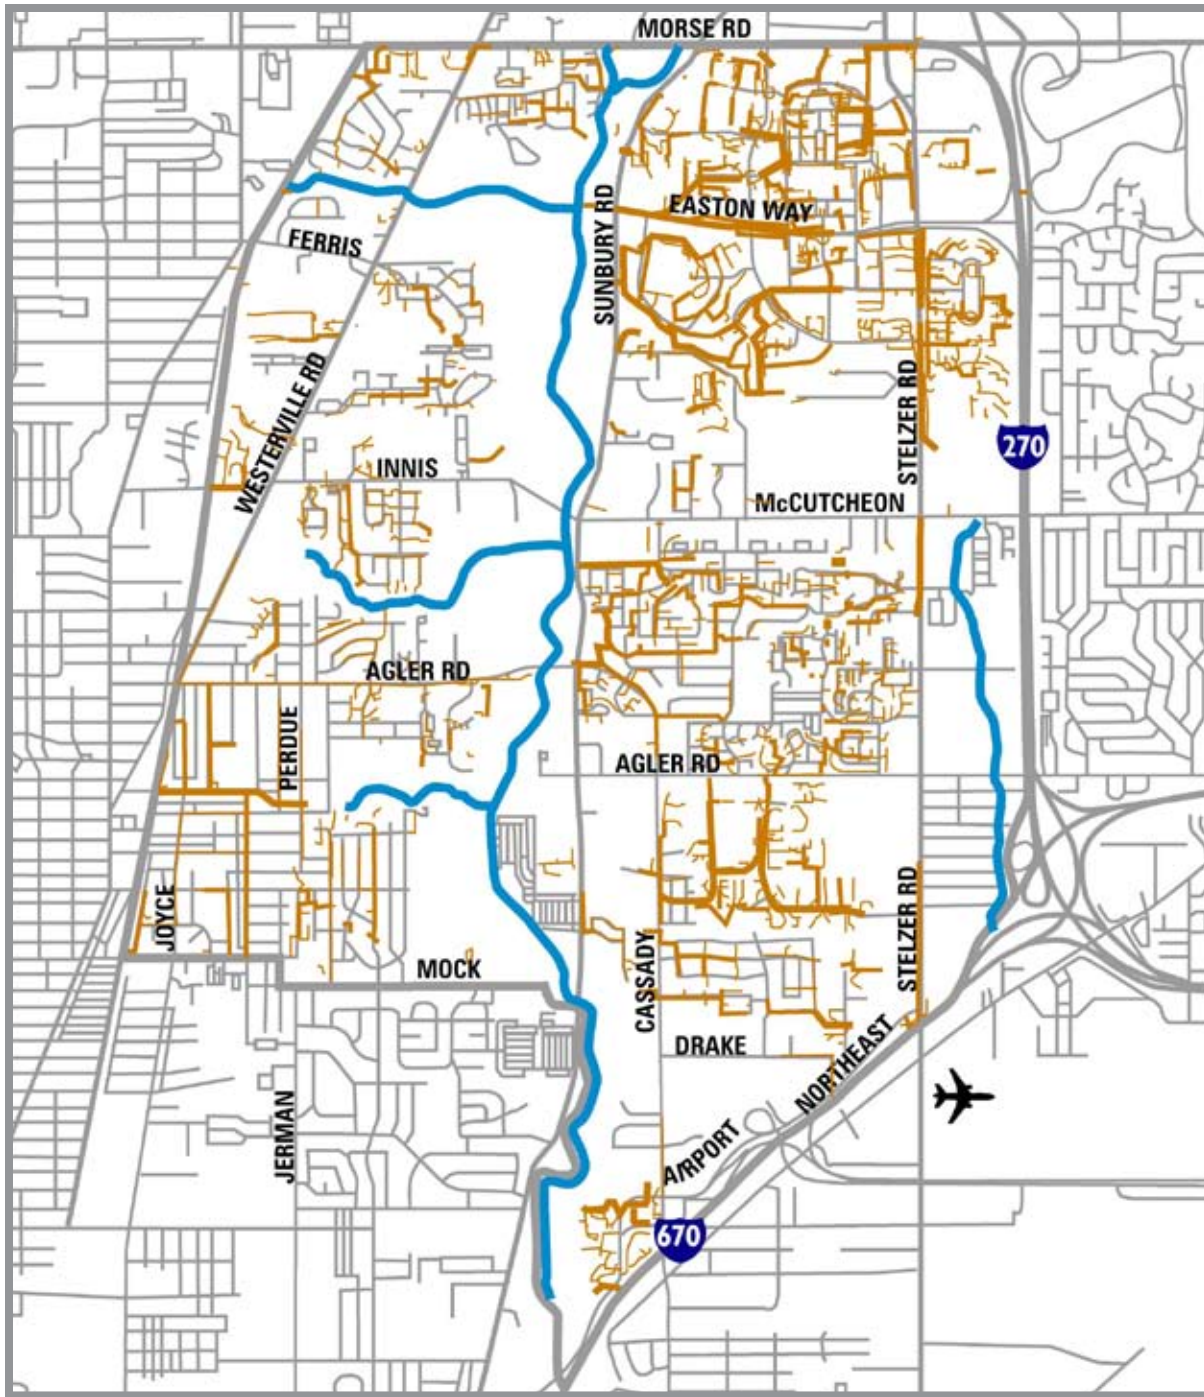 MORSE RD
EASTON WAY
SUNBURY RD
FERRIS
WESTERVILLE RD
STELZER RD
270
INNIS
McCUTCHEON
AGLER RD
PERDUE
AGLER RD
JOYCE
STELZER RD
CASSADY
MOCK
DRAKE
NORTHEAST
JERMAN
AIRPORT
670